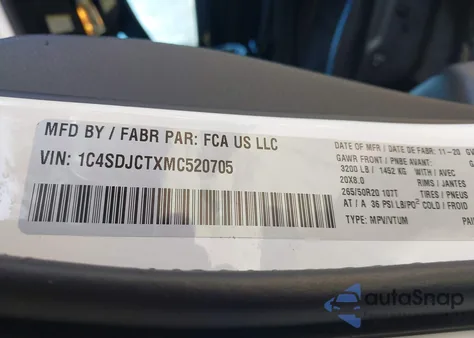 MFD BY / FABR PAR: FCA US LLC
VIN: 1C4SDJCTXMC520705
DATE OF MFR / DATE DE FABR: 11-20 GV
GAWR FRONT / PNBE AVANT:
3200 LB / 1452 KG WITH / AVEC
20X8.0 RIMS / JANTES
265/50R20 107T TIRES / PNEUS
AT / A 36 PSI/LB/PO² COLD / FROID
TYPE: MPV/VTUM PAI
autoSnap